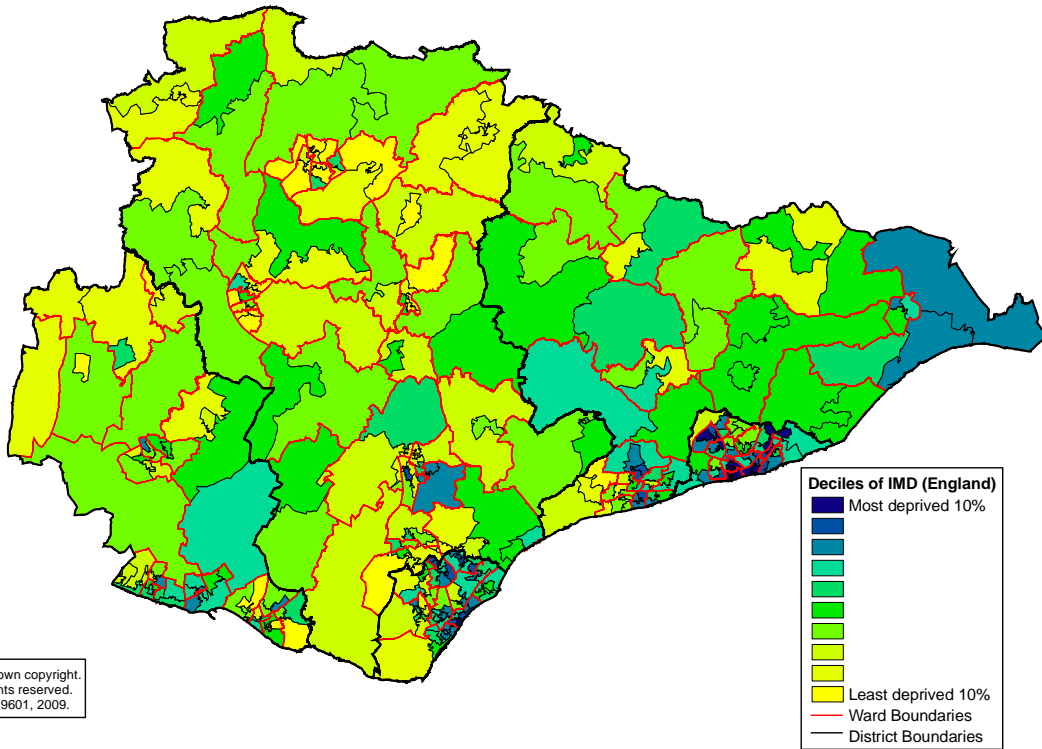 Deciles of IMD (England)
Most deprived 10%
Least deprived 10%
Ward Boundaries
District Boundaries
own copyright.
hts reserved.
9601, 2009.